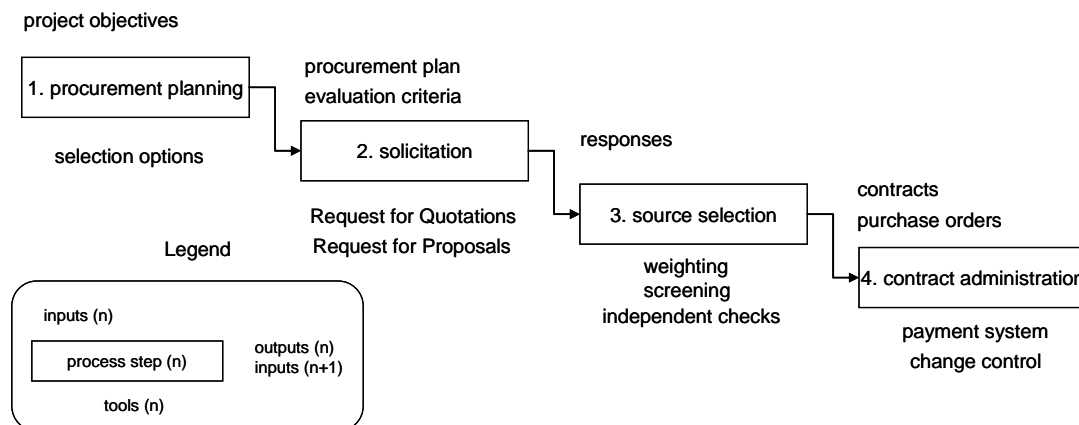 project objectives
1. procurement planning
selection options
procurement plan
evaluation criteria
2. solicitation
Request for Quotations
Request for Proposals
responses
3. source selection
weighting
screening
independent checks
contracts
purchase orders
4. contract administration
payment system
change control
Legend
inputs (n)
process step (n)
outputs (n)
inputs (n+1)
tools (n)